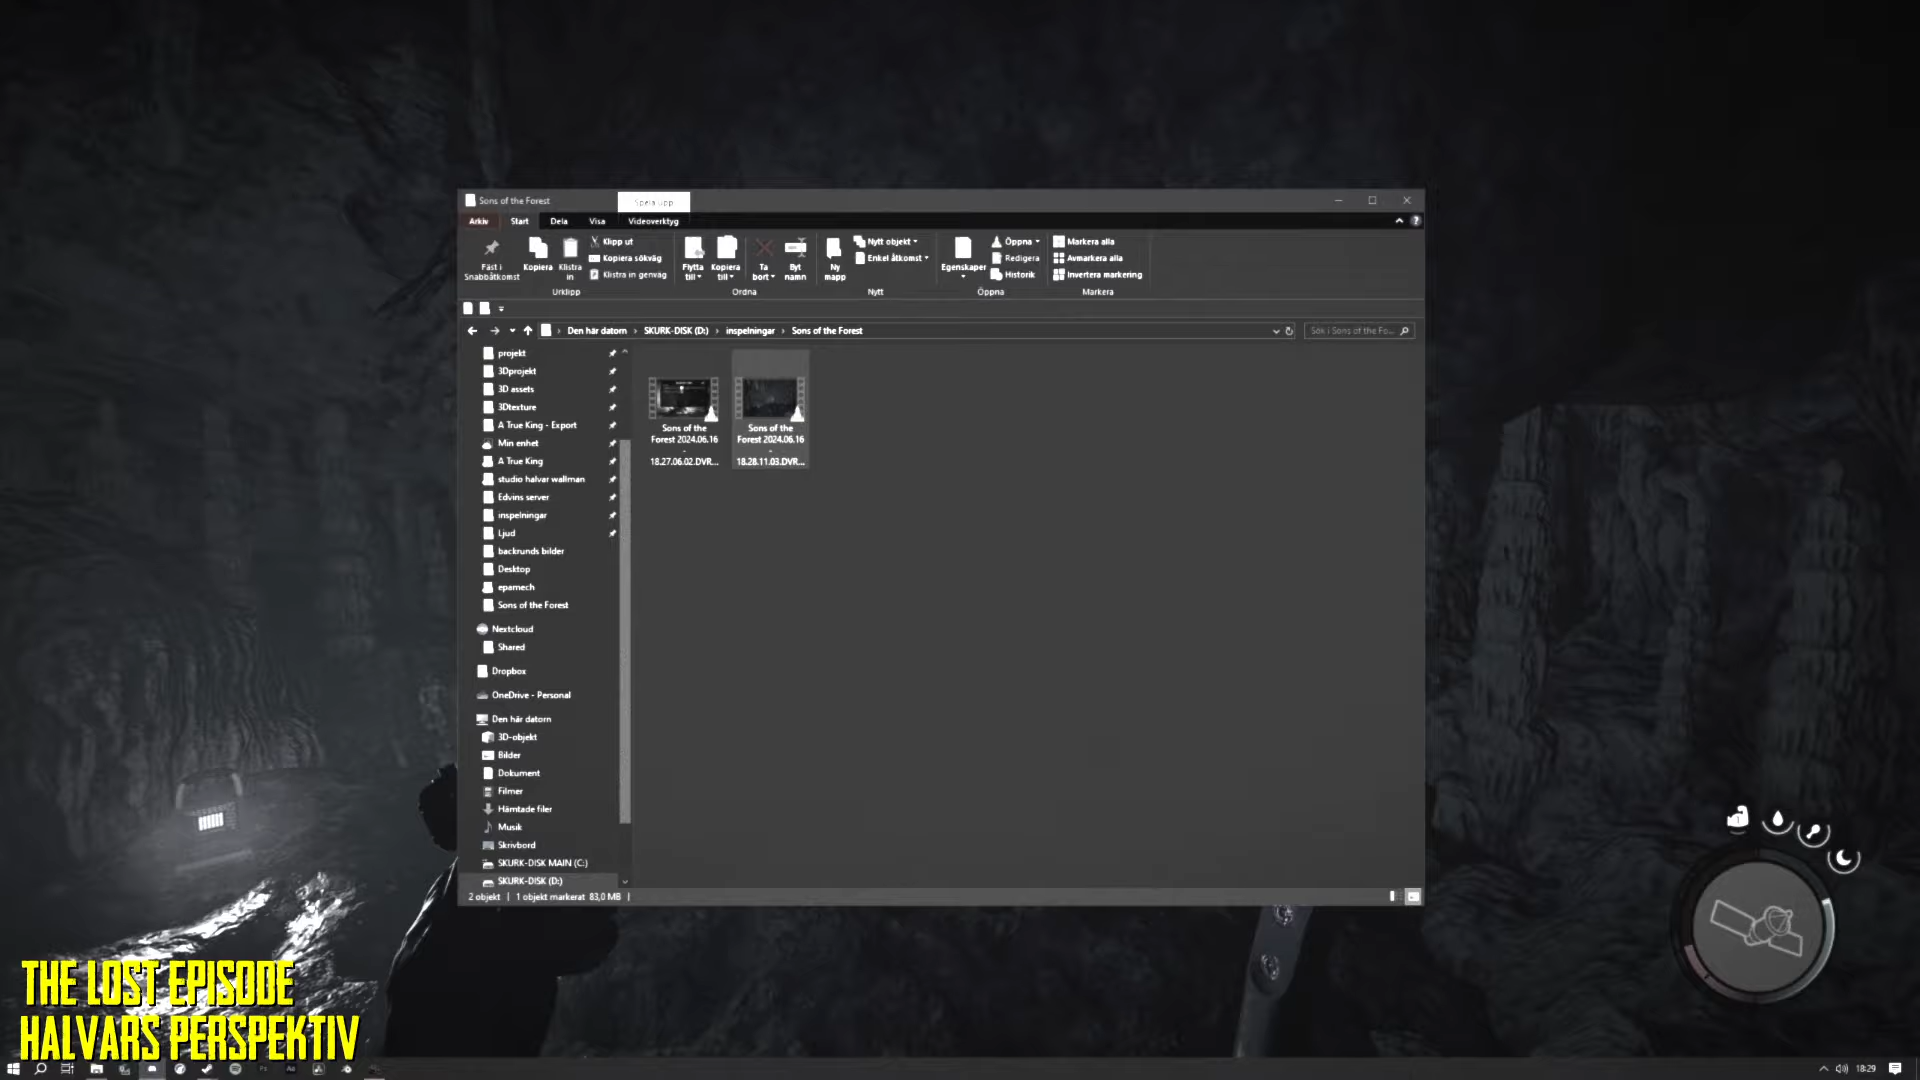 Sons of the Forest
Spela upp
Arkiv
Start
Dela
Visa
Videoverktyg
Fäst i
Snabbåtkomst
Kopiera
Klistra
in
Klipp ut
Kopiera sökväg
Klistra in genväg
Urklipp
Flytta
till
Kopiera
till
Ta
bort
Byt
namn
Ordna
Ny
mapp
Nytt objekt
Enkel åtkomst
Nytt
Egenskaper
Öppna
Redigera
Historik
Öppna
Markera alla
Avmarkera alla
Invertera markering
Markera
Den här datorn › SKURK-DISK (D:) › inspelningar › Sons of the Forest
Sök i Sons of the Fo...
projekt
3Dprojekt
3D assets
3Dtexture
A True King - Export
Min enhet
A True King
studio halvar wallman
Edvins server
inspelningar
Ljud
backrunds bilder
Desktop
epamech
Sons of the Forest
Nextcloud
Shared
Dropbox
OneDrive - Personal
Den här datorn
3D-objekt
Bilder
Dokument
Filmer
Hämtade filer
Musik
Skrivbord
SKURK-DISK MAIN (C:)
SKURK-DISK (D:)
Sons of the
Forest 2024.06.16
-
18.27.06.02.DVR...
Sons of the
Forest 2024.06.16
-
18.28.11.03.DVR...
2 objekt
1 objekt markerat 83,0 MB
THE LOST EPISODE
HALVARS PERSPEKTIV
18:29